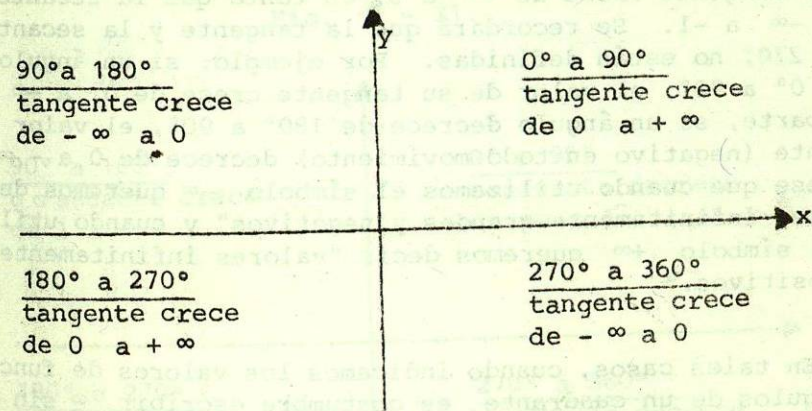 y
90° a 180°
tangente crece
de - ∞ a 0
0° a 90°
tangente crece
de 0 a + ∞
x
180° a 270°
tangente crece
de 0 a + ∞
270° a 360°
tangente crece
de - ∞ a 0